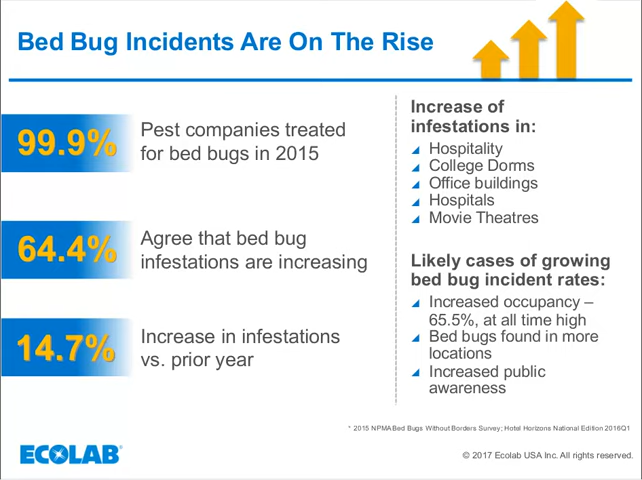 Bed Bug Incidents Are On The Rise
99.9%
Pest companies treated
for bed bugs in 2015
64.4%
Agree that bed bug
infestations are increasing
14.7%
Increase in infestations
vs. prior year
Increase of
infestations in:
Hospitality
College Dorms
Office buildings
Hospitals
Movie Theatres
Likely cases of growing
bed bug incident rates:
Increased occupancy –
65.5%, at all time high
Bed bugs found in more
locations
Increased public
awareness
* 2015 NPMA Bed Bugs Without Borders Survey; Hotel Horizons National Edition 2016Q1
ECOLAB®
© 2017 Ecolab USA Inc. All rights reserved.